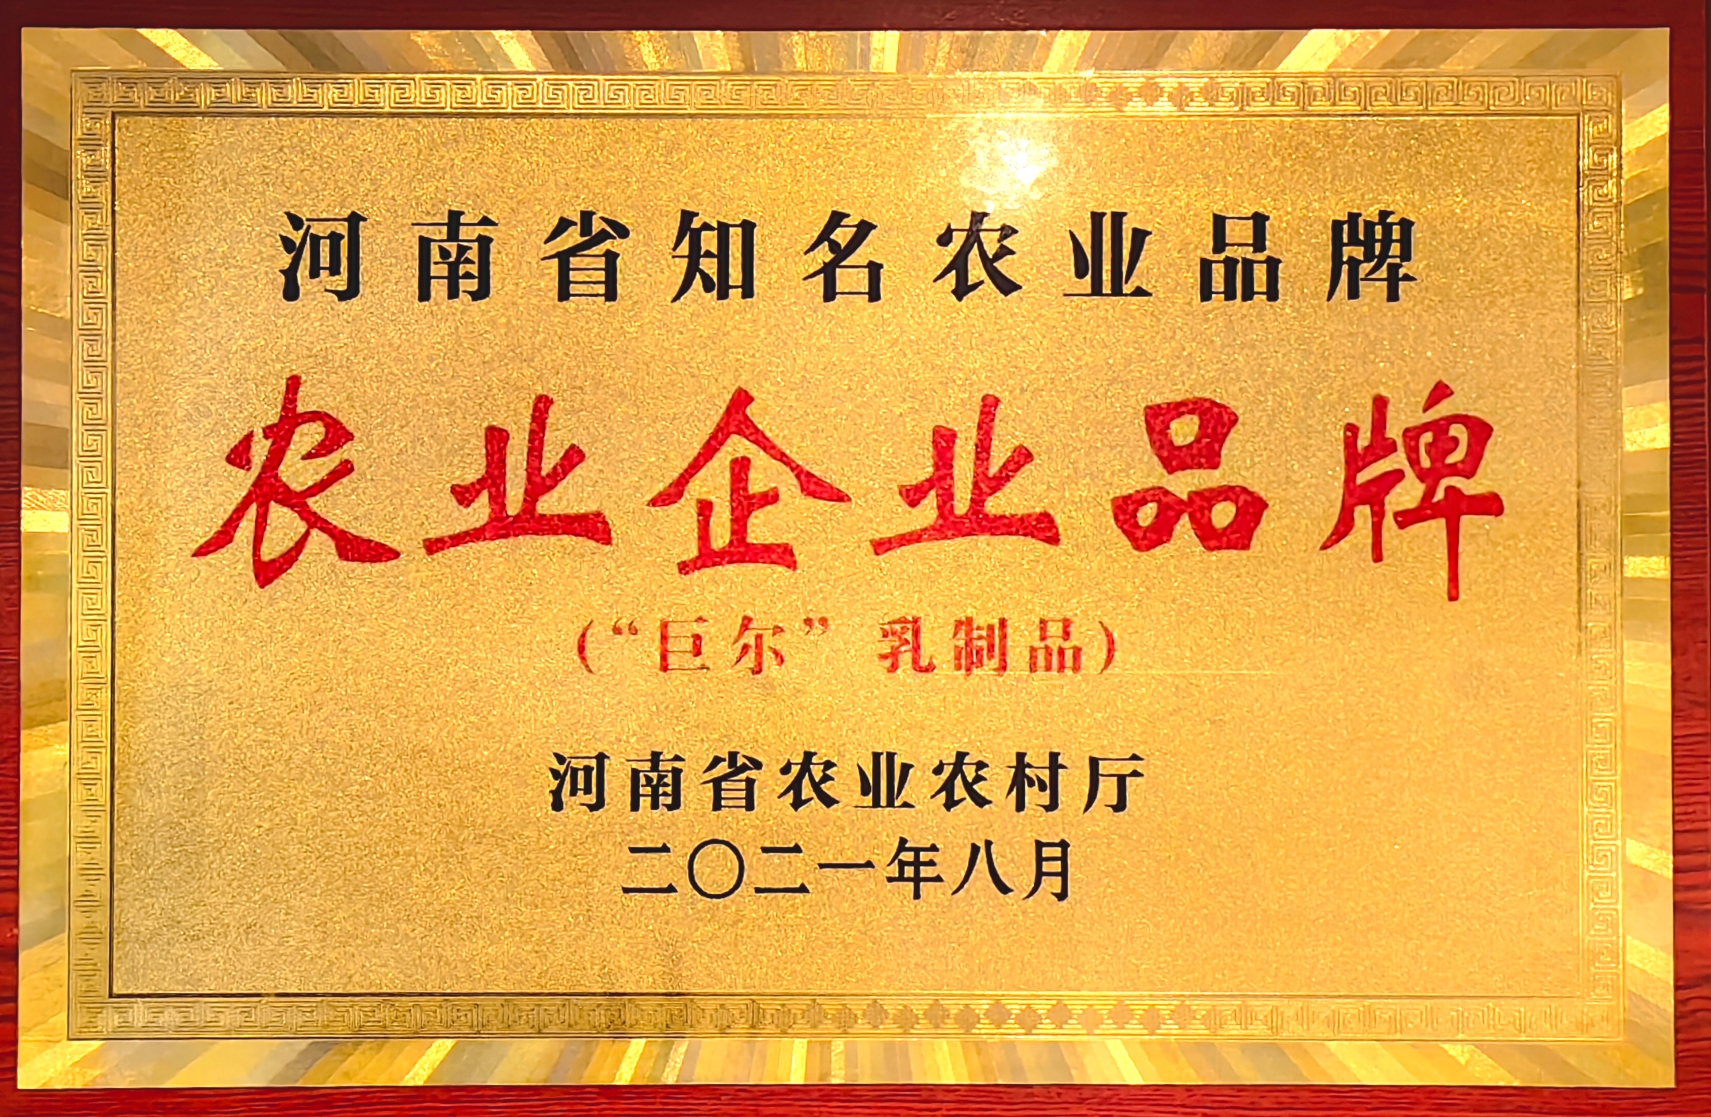 河南省知名农业品牌
农业企业品牌
（“巨尔”乳制品）
河南省农业农村厅
二〇二一年八月